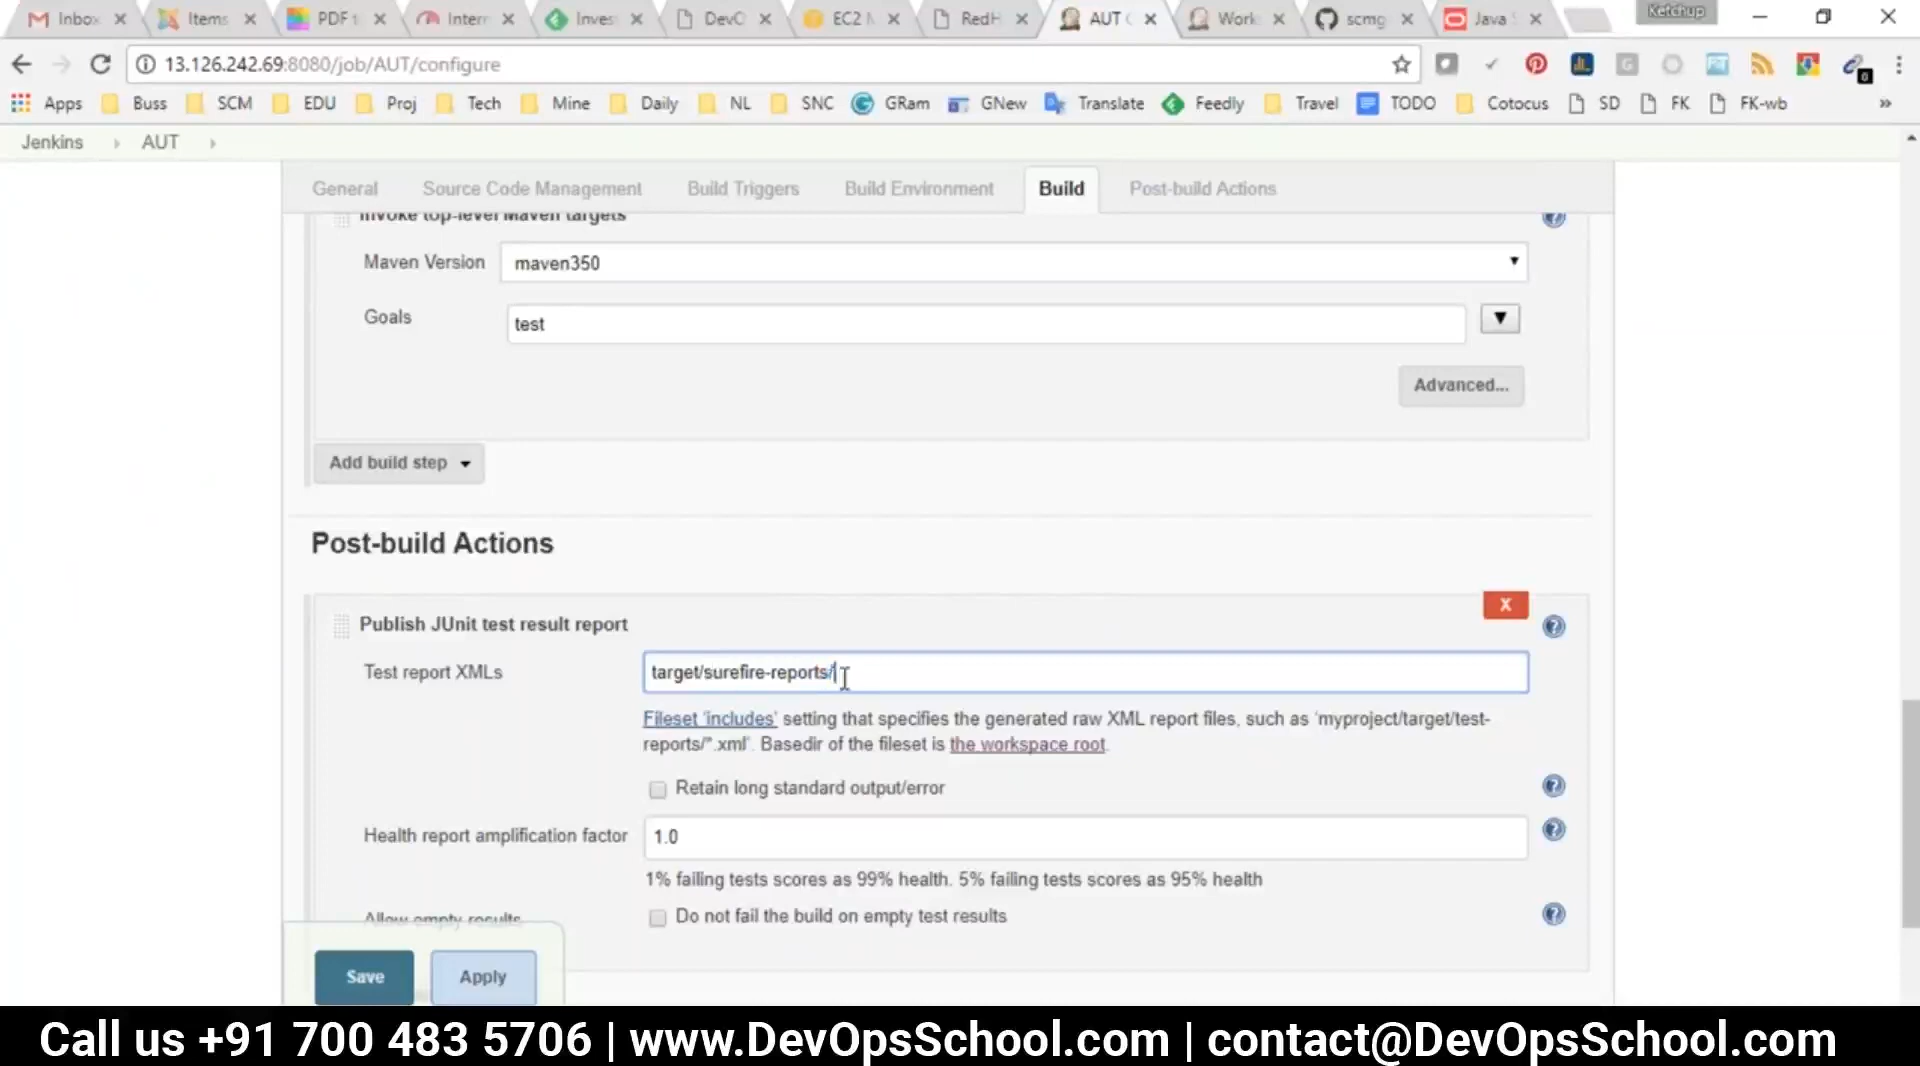 Inbox
Items
PDF t
Intern
Inves
DevO
EC2 M
RedH
AUT C
Work
scmg
Java S
Ketchup
13.126.242.69:8080/job/AUT/configure
0
Apps Buss SCM EDU Proj Tech Mine Daily NL SNC GRam GNew Translate Feedly Travel TODO Cotocus SD FK FK-wb »
Jenkins › AUT ›
General Source Code Management Build Triggers Build Environment Build Post-build Actions
Invoke top-level Maven targets
Maven Version maven350
Goals test
Advanced...
Add build step
Post-build Actions
X
Publish JUnit test result report
Test report XMLs target/surefire-reports/
Fileset 'includes' setting that specifies the generated raw XML report files, such as 'myproject/target/test-
reports/*.xml'. Basedir of the fileset is the workspace root.
Retain long standard output/error
Health report amplification factor 1.0
1% failing tests scores as 99% health. 5% failing tests scores as 95% health
Allow empty results Do not fail the build on empty test results
Save Apply
Call us +91 700 483 5706 | www.DevOpsSchool.com | contact@DevOpsSchool.com